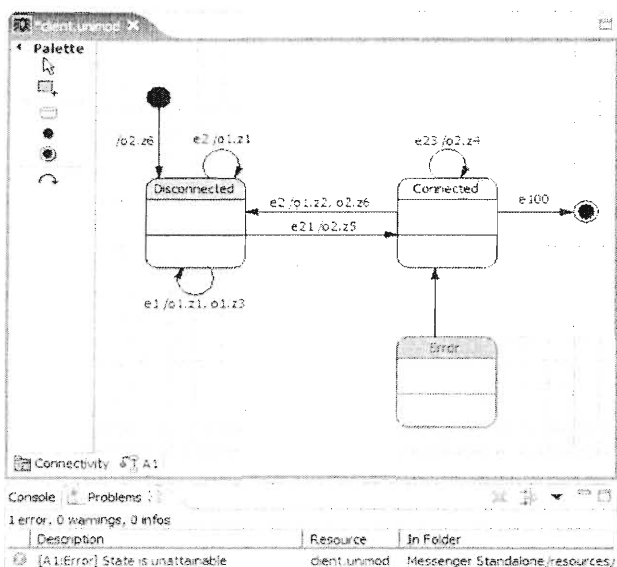 *client.unimod
Palette
/o2.z6
e2 /o1.z1
e23 /o2.z4
Disconnected
Connected
e2 /o1.z2, o2.z6
e100
e21 /o2.z5
e1 /o1.z1, o1.z3
Error
Connectivity A1
Console Problems
1 error, 0 warnings, 0 infos
Description Resource In Folder
[A1:Error] State is unattainable client.unimod Messenger Standalone/resources/